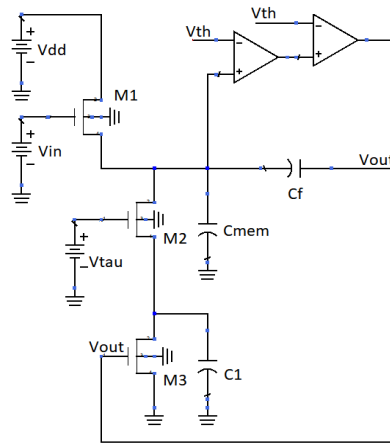 Vth
Vth
Vdd
+
−
M1
+
−
Vin
−
+
−
+
Vout
Cf
M2
Cmem
+
−
Vtau
Vout
M3
C1